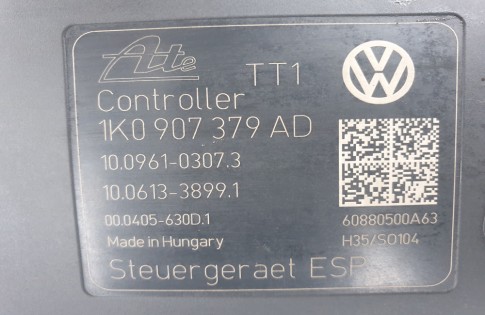 Ate TT1
Controller
1K0 907 379 AD
10.0961-0307.3
10.0613-3899.1
00.0405-630D.1 60880500A63
Made in Hungary H35/SO104
Steuergeraet ESP